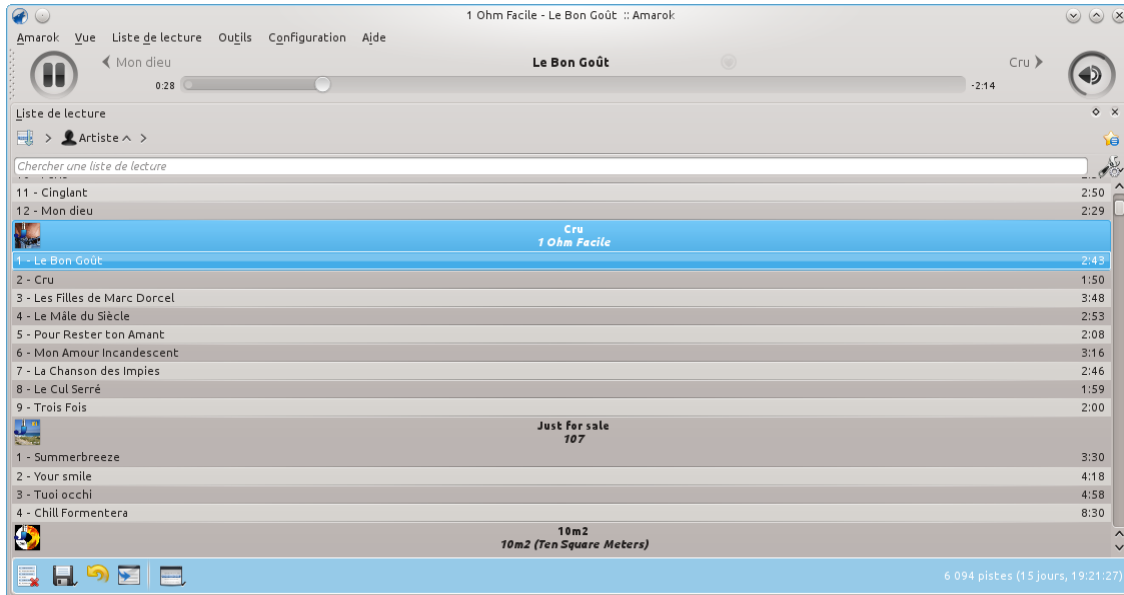 1 Ohm Facile - Le Bon Goût :: Amarok
Amarok Vue Liste de lecture Outils Configuration Aide
Mon dieu Le Bon Goût Cru
0:28 -2:14
Liste de lecture
> Artiste >
Chercher une liste de lecture
11 - Cinglant 2:50
12 - Mon dieu 2:29
Cru
1 Ohm Facile
1 - Le Bon Goût 2:43
2 - Cru 1:50
3 - Les Filles de Marc Dorcel 3:48
4 - Le Mâle du Siècle 2:53
5 - Pour Rester ton Amant 2:08
6 - Mon Amour Incandescent 3:16
7 - La Chanson des Impies 2:46
8 - Le Cul Serré 1:59
9 - Trois Fois 2:00
Just for sale
107
1 - Summerbreeze 3:30
2 - Your smile 4:18
3 - Tuoi occhi 4:58
4 - Chill Formentera 8:30
10m2
10m2 (Ten Square Meters)
6 094 pistes (15 jours, 19:21:27)